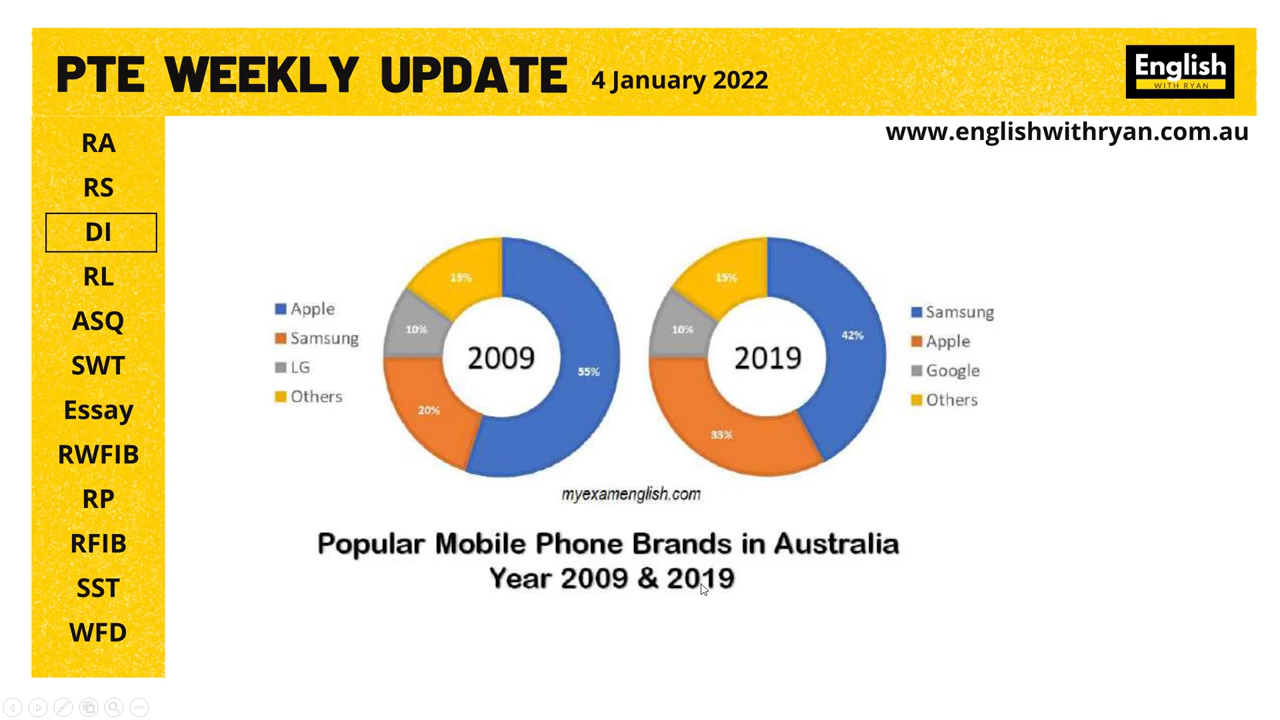 PTE WEEKLY UPDATE 4 January 2022
English
WITH RYAN
www.englishwithryan.com.au
RA
RS
DI
RL
ASQ
SWT
Essay
RWFIB
RP
RFIB
SST
WFD
Apple
Samsung
LG
Others
15%
10%
2009
55%
20%
15%
10%
2019
42%
33%
Samsung
Apple
Google
Others
myexamenglish.com
Popular Mobile Phone Brands in Australia
Year 2009 & 2019